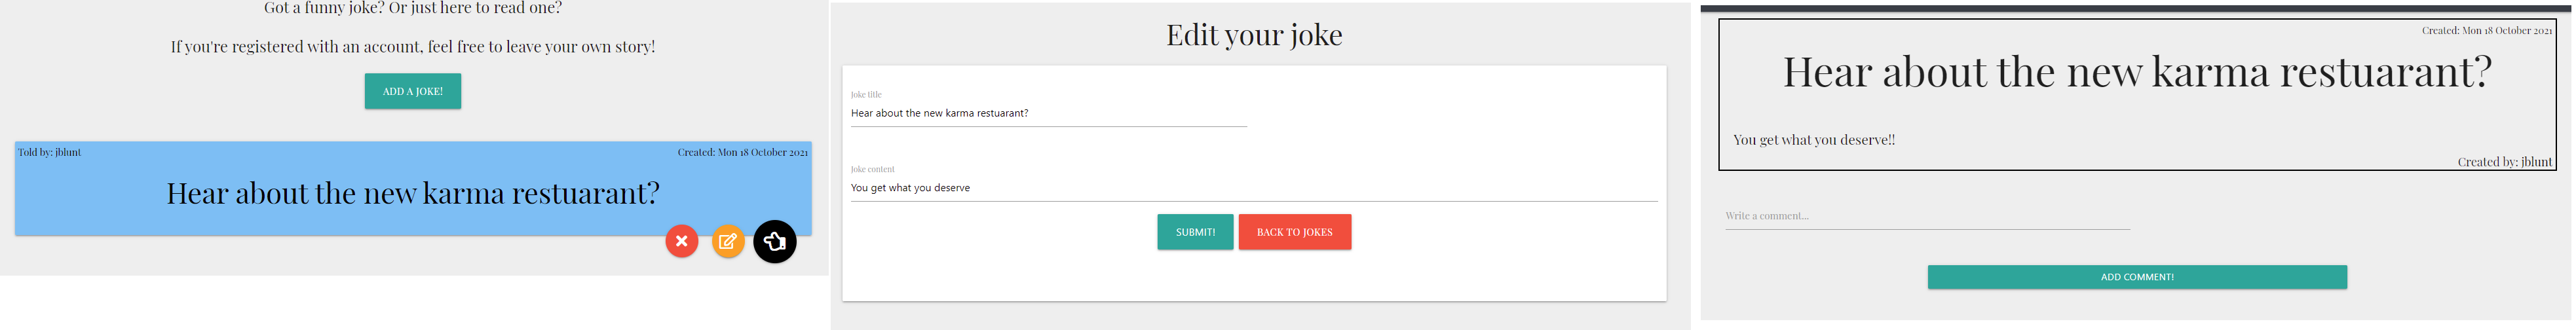 Got a funny joke? Or just here to read one?
If you're registered with an account, feel free to leave your own story!
ADD A JOKE!
Told by: jblunt
Created: Mon 18 October 2021
Hear about the new karma restuarant?
Edit your joke
Joke title
Hear about the new karma restuarant?
Joke content
You get what you deserve
SUBMIT!
BACK TO JOKES
Created: Mon 18 October 2021
Hear about the new karma restuarant?
You get what you deserve!!
Created by: jblunt
Write a comment...
ADD COMMENT!